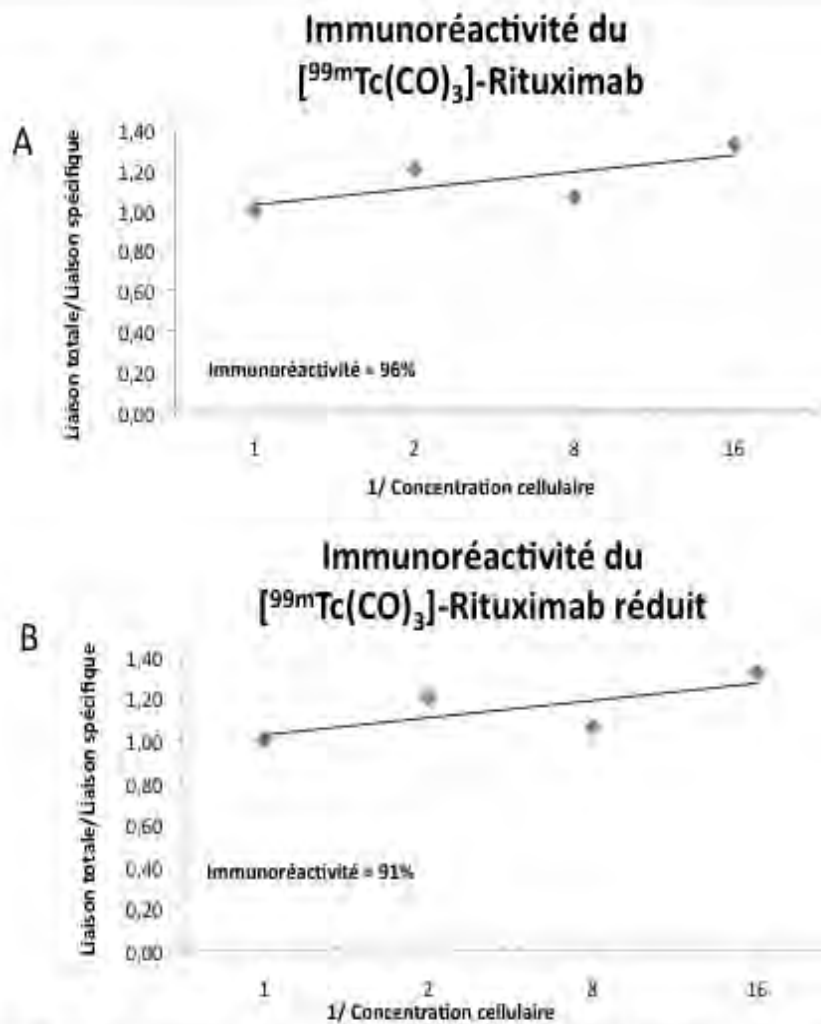 Immunoréactivité du
[⁹⁹ᵐTc(CO)₃]-Rituximab
A
Liaison totale/Liaison spécifique
1,40
1,20
1,00
0,80
0,60
0,40
0,20
0,00
Immunoréactivité = 96%
1 2 8 16
1/ Concentration cellulaire
Immunoréactivité du
[⁹⁹ᵐTc(CO)₃]-Rituximab réduit
B
Liaison totale/Liaison spécifique
1,40
1,20
1,00
0,80
0,60
0,40
0,20
0,00
Immunoréactivité = 91%
1 2 8 16
1/ Concentration cellulaire